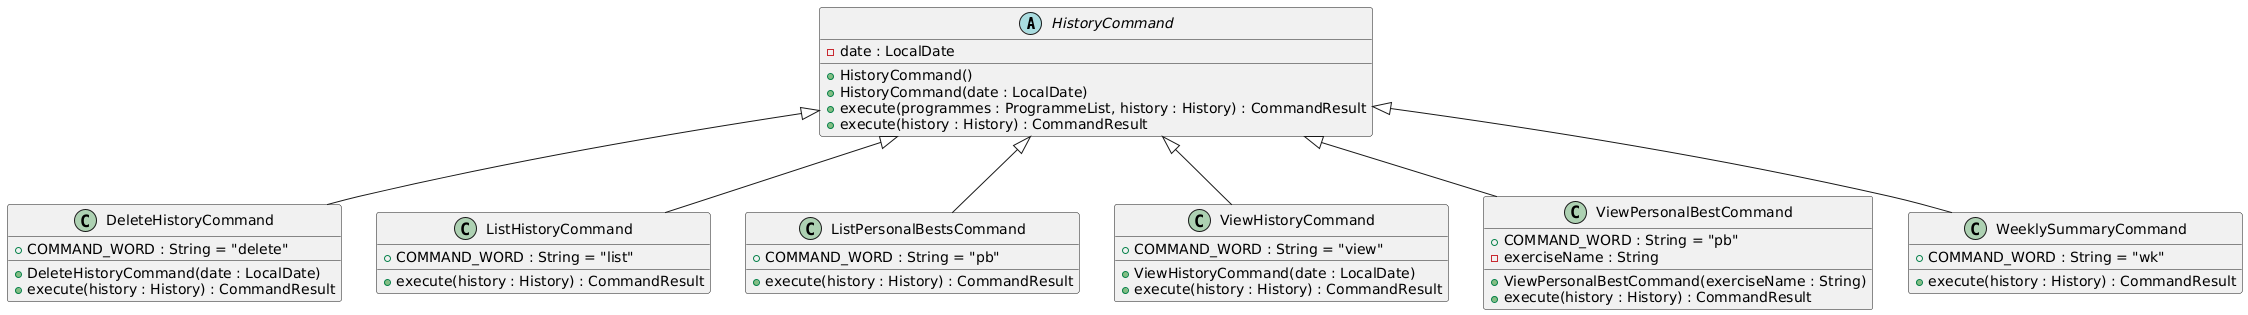 A HistoryCommand
date : LocalDate
HistoryCommand()
HistoryCommand(date : LocalDate)
execute(programmes : ProgrammeList, history : History) : CommandResult
execute(history : History) : CommandResult
C DeleteHistoryCommand
COMMAND_WORD : String = "delete"
DeleteHistoryCommand(date : LocalDate)
execute(history : History) : CommandResult
C ListHistoryCommand
COMMAND_WORD : String = "list"
execute(history : History) : CommandResult
C ListPersonalBestsCommand
COMMAND_WORD : String = "pb"
execute(history : History) : CommandResult
C ViewHistoryCommand
COMMAND_WORD : String = "view"
ViewHistoryCommand(date : LocalDate)
execute(history : History) : CommandResult
C ViewPersonalBestCommand
COMMAND_WORD : String = "pb"
exerciseName : String
ViewPersonalBestCommand(exerciseName : String)
execute(history : History) : CommandResult
C WeeklySummaryCommand
COMMAND_WORD : String = "wk"
execute(history : History) : CommandResult